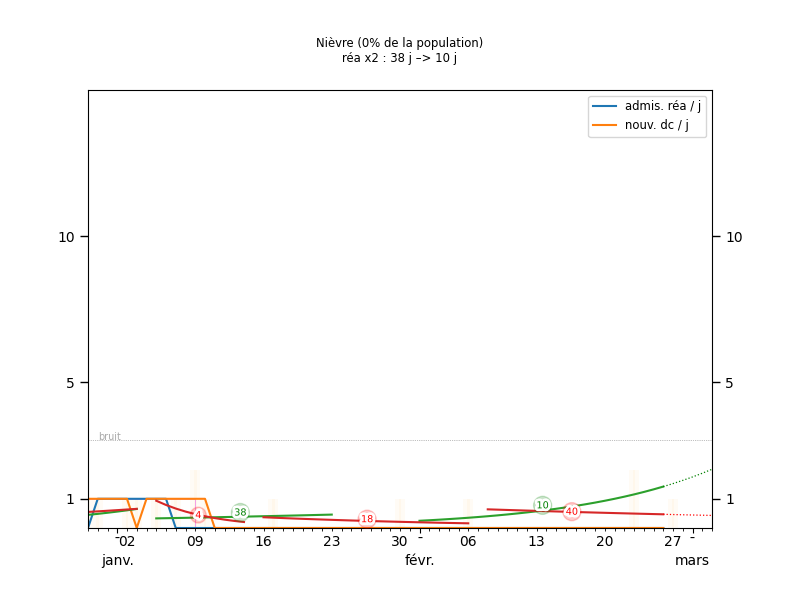 Nièvre (0% de la population)
réa x2 : 38 j –> 10 j
admis. réa / j
nouv. dc / j
10
10
5
5
bruit
1
1
4
38
18
10
40
02
09
16
23
30
06
13
20
27
janv.
févr.
mars